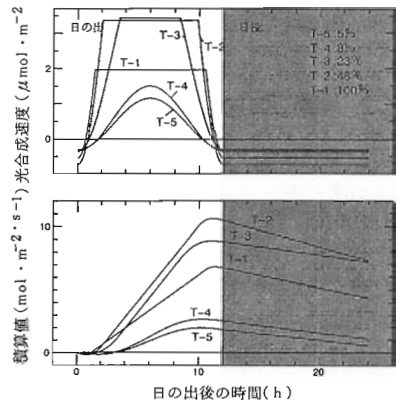 光合成速度 (μmol・m⁻²
積算値 (mol・m⁻²・s⁻¹)
日の出
日没
T-3
T-2
T-1
T-4
T-5
T-5:5%
T-4:8%
T-3:23%
T-2:46%
T-1:100%
2
0
T-2
T-3
T-1
T-4
T-5
10
5
0
0
10
20
日の出後の時間(h)